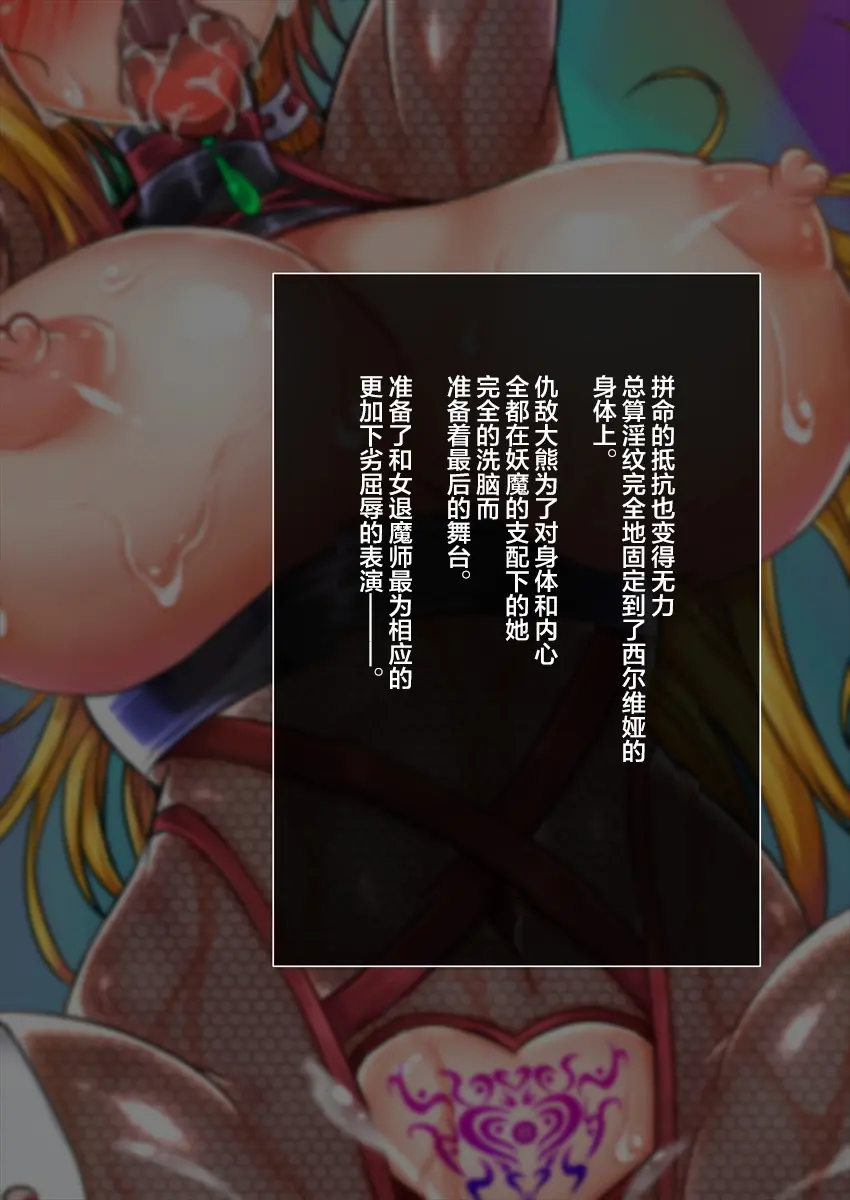 拼命的抵抗也变得无力
总算淫纹完全地固定到了西尔维娅的
身体上。
仇敌大熊为了对身体和内心
全都在妖魔的支配下的她
完全的洗脑而
准备着最后的舞台。
准备了和女退魔师最为相应的
更加下劣屈辱的表演———。